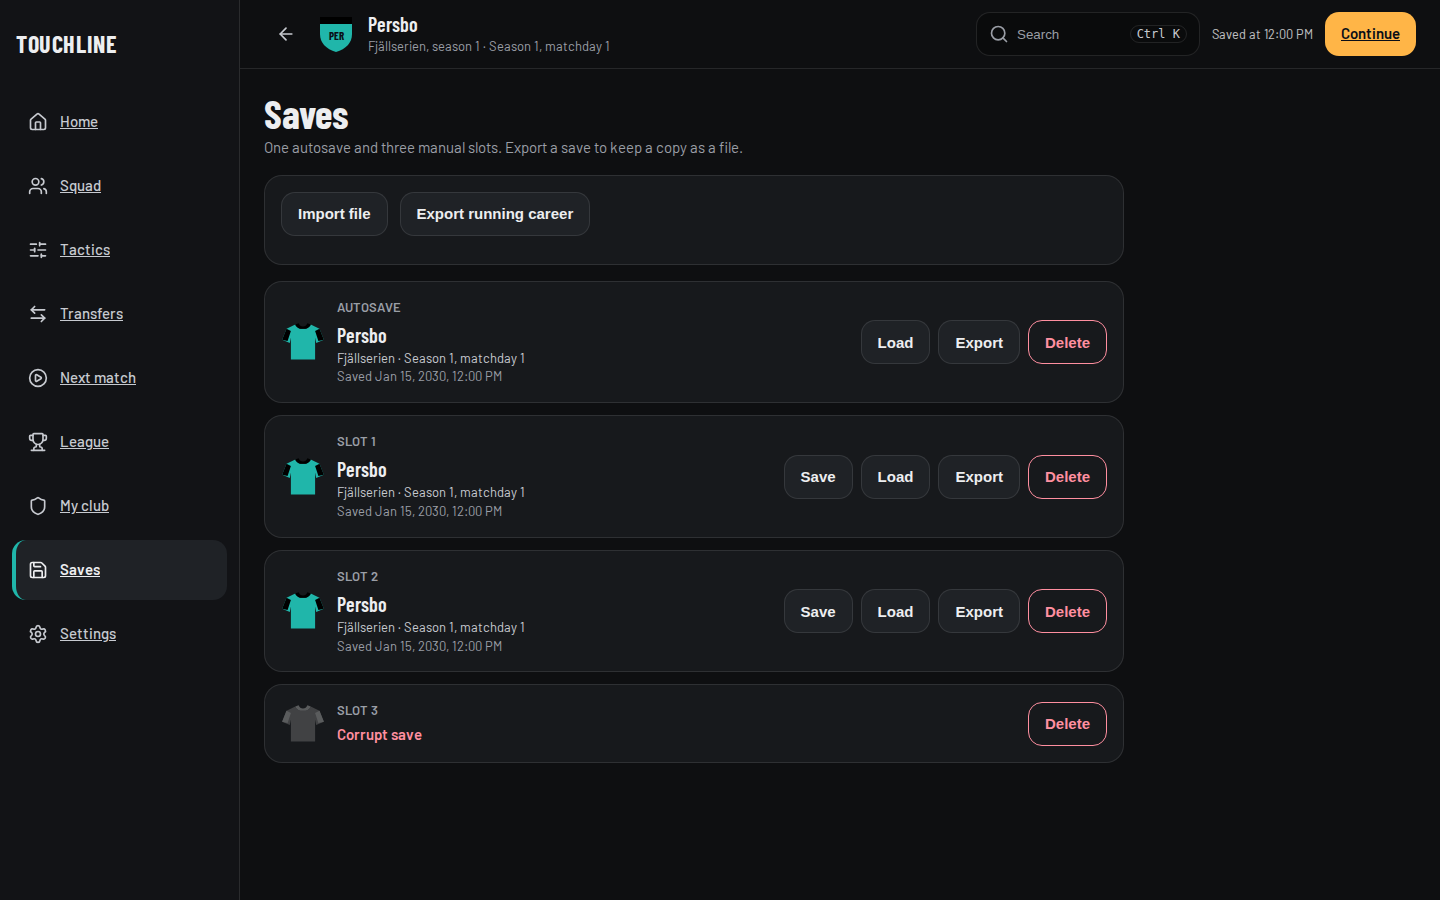 TOUCHLINE
Home
Squad
Tactics
Transfers
Next match
League
My club
Saves
Settings
PER
Persbo
Fjällserien, season 1 · Season 1, matchday 1
Search
Ctrl K
Saved at 12:00 PM
Continue
Saves
One autosave and three manual slots. Export a save to keep a copy as a file.
Import file
Export running career
AUTOSAVE
Persbo
Fjällserien · Season 1, matchday 1
Saved Jan 15, 2030, 12:00 PM
Load
Export
Delete
SLOT 1
Persbo
Fjällserien · Season 1, matchday 1
Saved Jan 15, 2030, 12:00 PM
Save
Load
Export
Delete
SLOT 2
Persbo
Fjällserien · Season 1, matchday 1
Saved Jan 15, 2030, 12:00 PM
Save
Load
Export
Delete
SLOT 3
Corrupt save
Delete